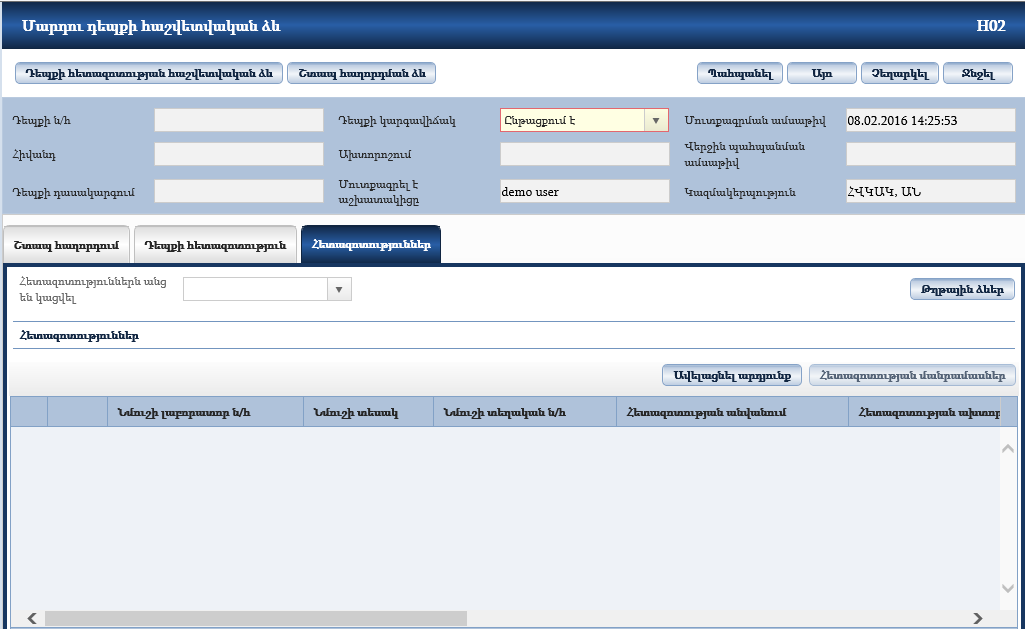 Մարդու դեպքի հաշվետվական ձև
H02
Դեպքի հետազոտության հաշվետվական ձև
Շտապ հաղորդման ձև
Պահպանել
Այո
Չեղարկել
Ջնջել
Դեպքի ն/հ
Դեպքի կարգավիճակ
Ընթացքում է
Մուտքագրման ամսաթիվ
08.02.2016 14:25:53
Հիվանդ
Ախտորոշում
Վերջին պահպանման
ամսաթիվ
Դեպքի դասակարգում
Մուտքագրել է
աշխատակիցը
demo user
Կազմակերպություն
ՀՎԿԱԿ, ԱՆ
Շտապ հաղորդում
Դեպքի հետազոտություն
Հետազոտություններ
Հետազոտություններն անց
են կացվել
Թղթային ձևեր
Հետազոտություններ
Ավելացնել արդյունք
Հետազոտության մանրամասներ
Նմուշի լաբորատոր ն/հ
Նմուշի տեսակ
Նմուշի տեղական ն/հ
Հետազոտության անվանում
Հետազոտության ախտոր